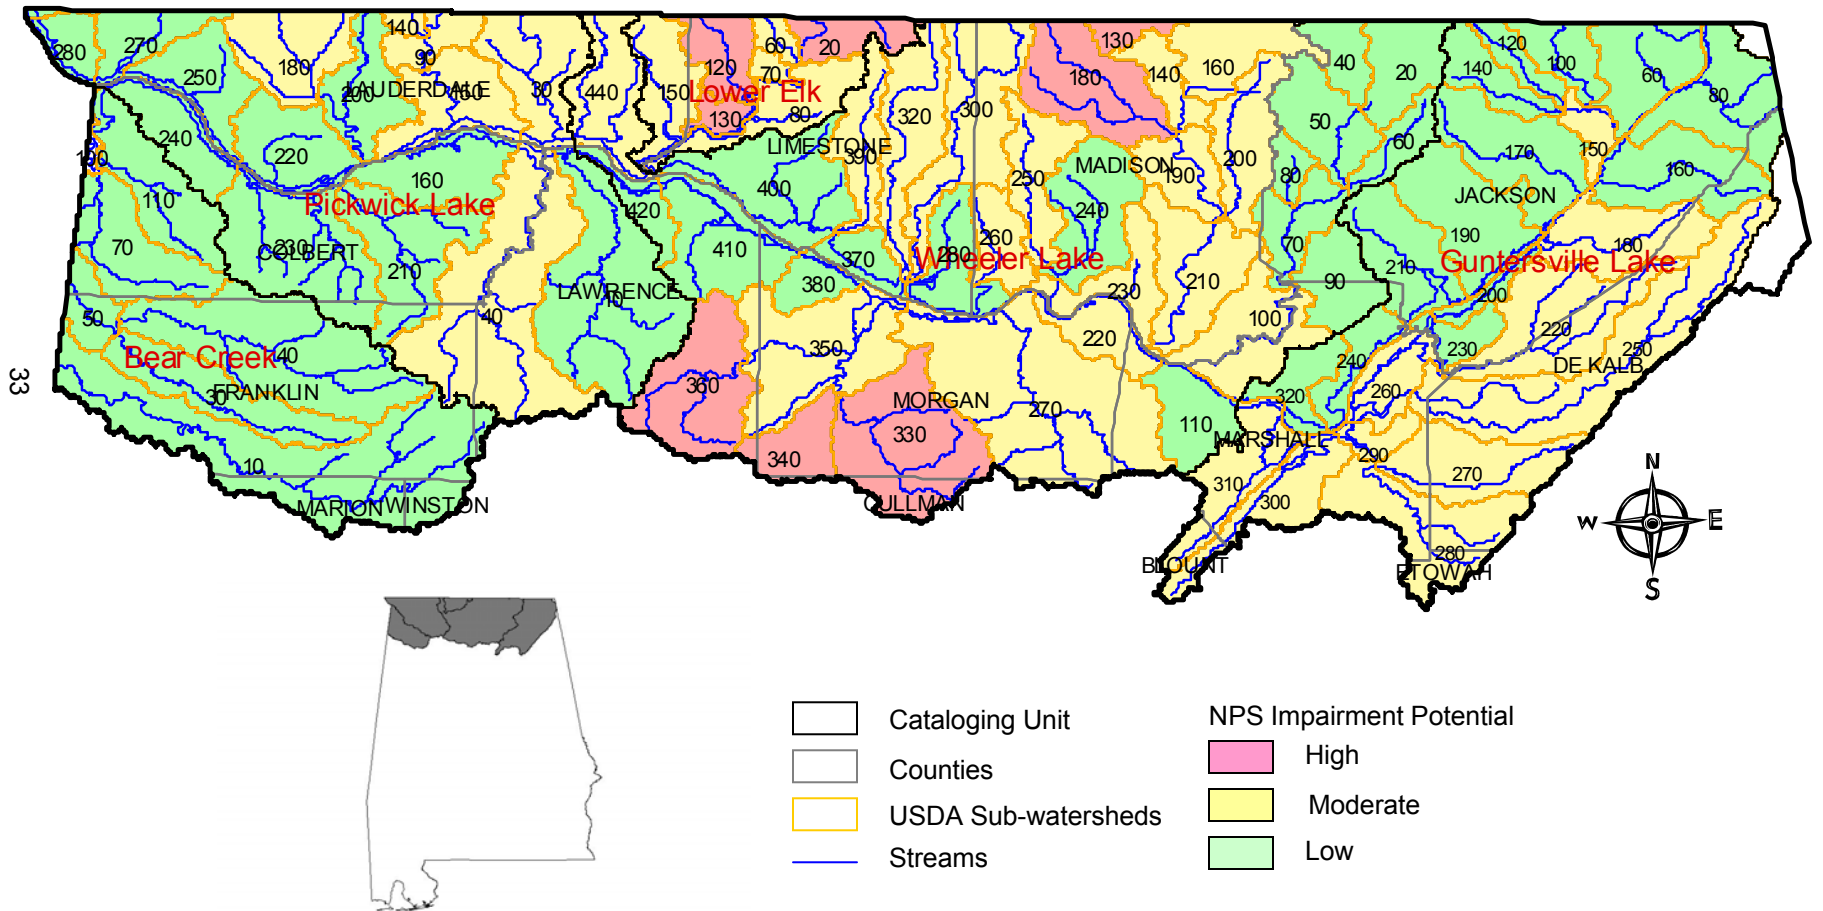 140
270
280
90
250
180
LAUDERDALE
200
150
30
440
150
120
60
20
70
Lower Elk
130
80
320
300
130
180
140
160
40
20
120
140
100
60
80
50
60
240
190
220
160
Pickwick Lake
110
70
230
COLBERT
210
LIMESTONE
390
400
420
410
370
380
280
260
Wheeler Lake
250
240
MADISON
190
200
230
210
220
80
70
90
100
170
150
160
JACKSON
190
180
210
Guntersville Lake
200
220
230
250
DE KALB
50
Bear Creek
40
FRANKLIN
30
10
MARION
WINSTON
40
LAWRENCE
10
350
360
MORGAN
330
340
CULLMAN
270
110
240
320
260
MARSHALL
290
270
310
300
280
BLOUNT
ETOWAH
33
N
W
E
S
Cataloging Unit
Counties
USDA Sub-watersheds
Streams
NPS Impairment Potential
High
Moderate
Low